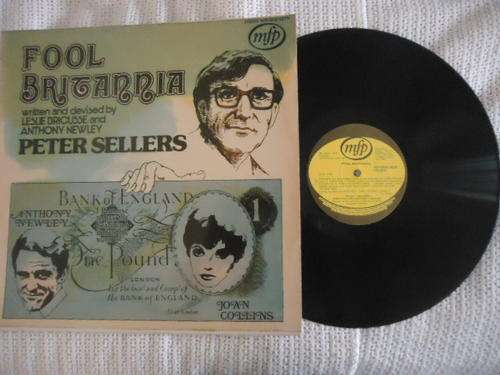 mfp
FOOL
BRITANNIA
written and devised by
LESLIE BRICUSSE and
ANTHONY NEWLEY
PETER SELLERS
BANK OF ENGLAND
1
ANTHONY
NEWLEY
One Pound
LONDON
For the Govr. and Compa. of
the BANK OF ENGLAND
JOAN
COLLINS
mfp